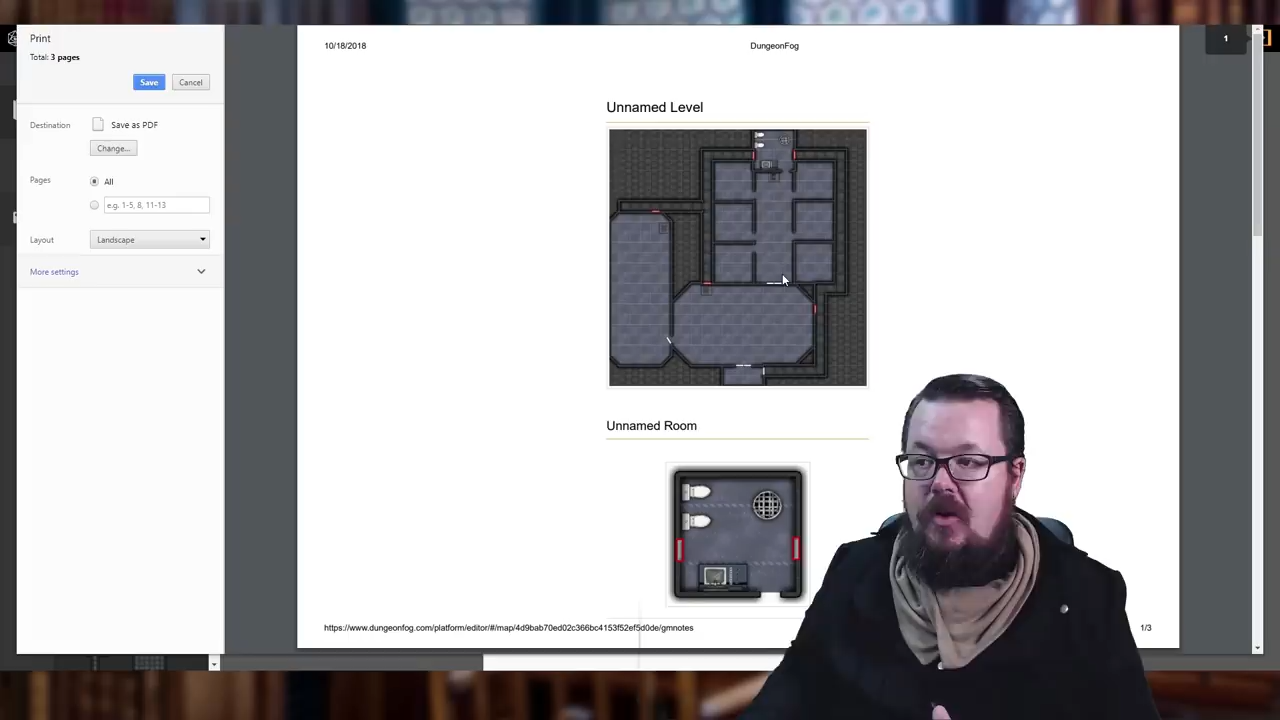 Print
Total: 3 pages
Save
Cancel
Destination
Save as PDF
Change...
Pages
All
e.g. 1-5, 8, 11-13
Layout
Landscape
More settings
10/18/2018
DungeonFog
1
Unnamed Level
Unnamed Room
https://www.dungeonfog.com/platform/editor/#/map/4d9bab70ed02c366bc4153f52ef5d0de/gmnotes
1/3